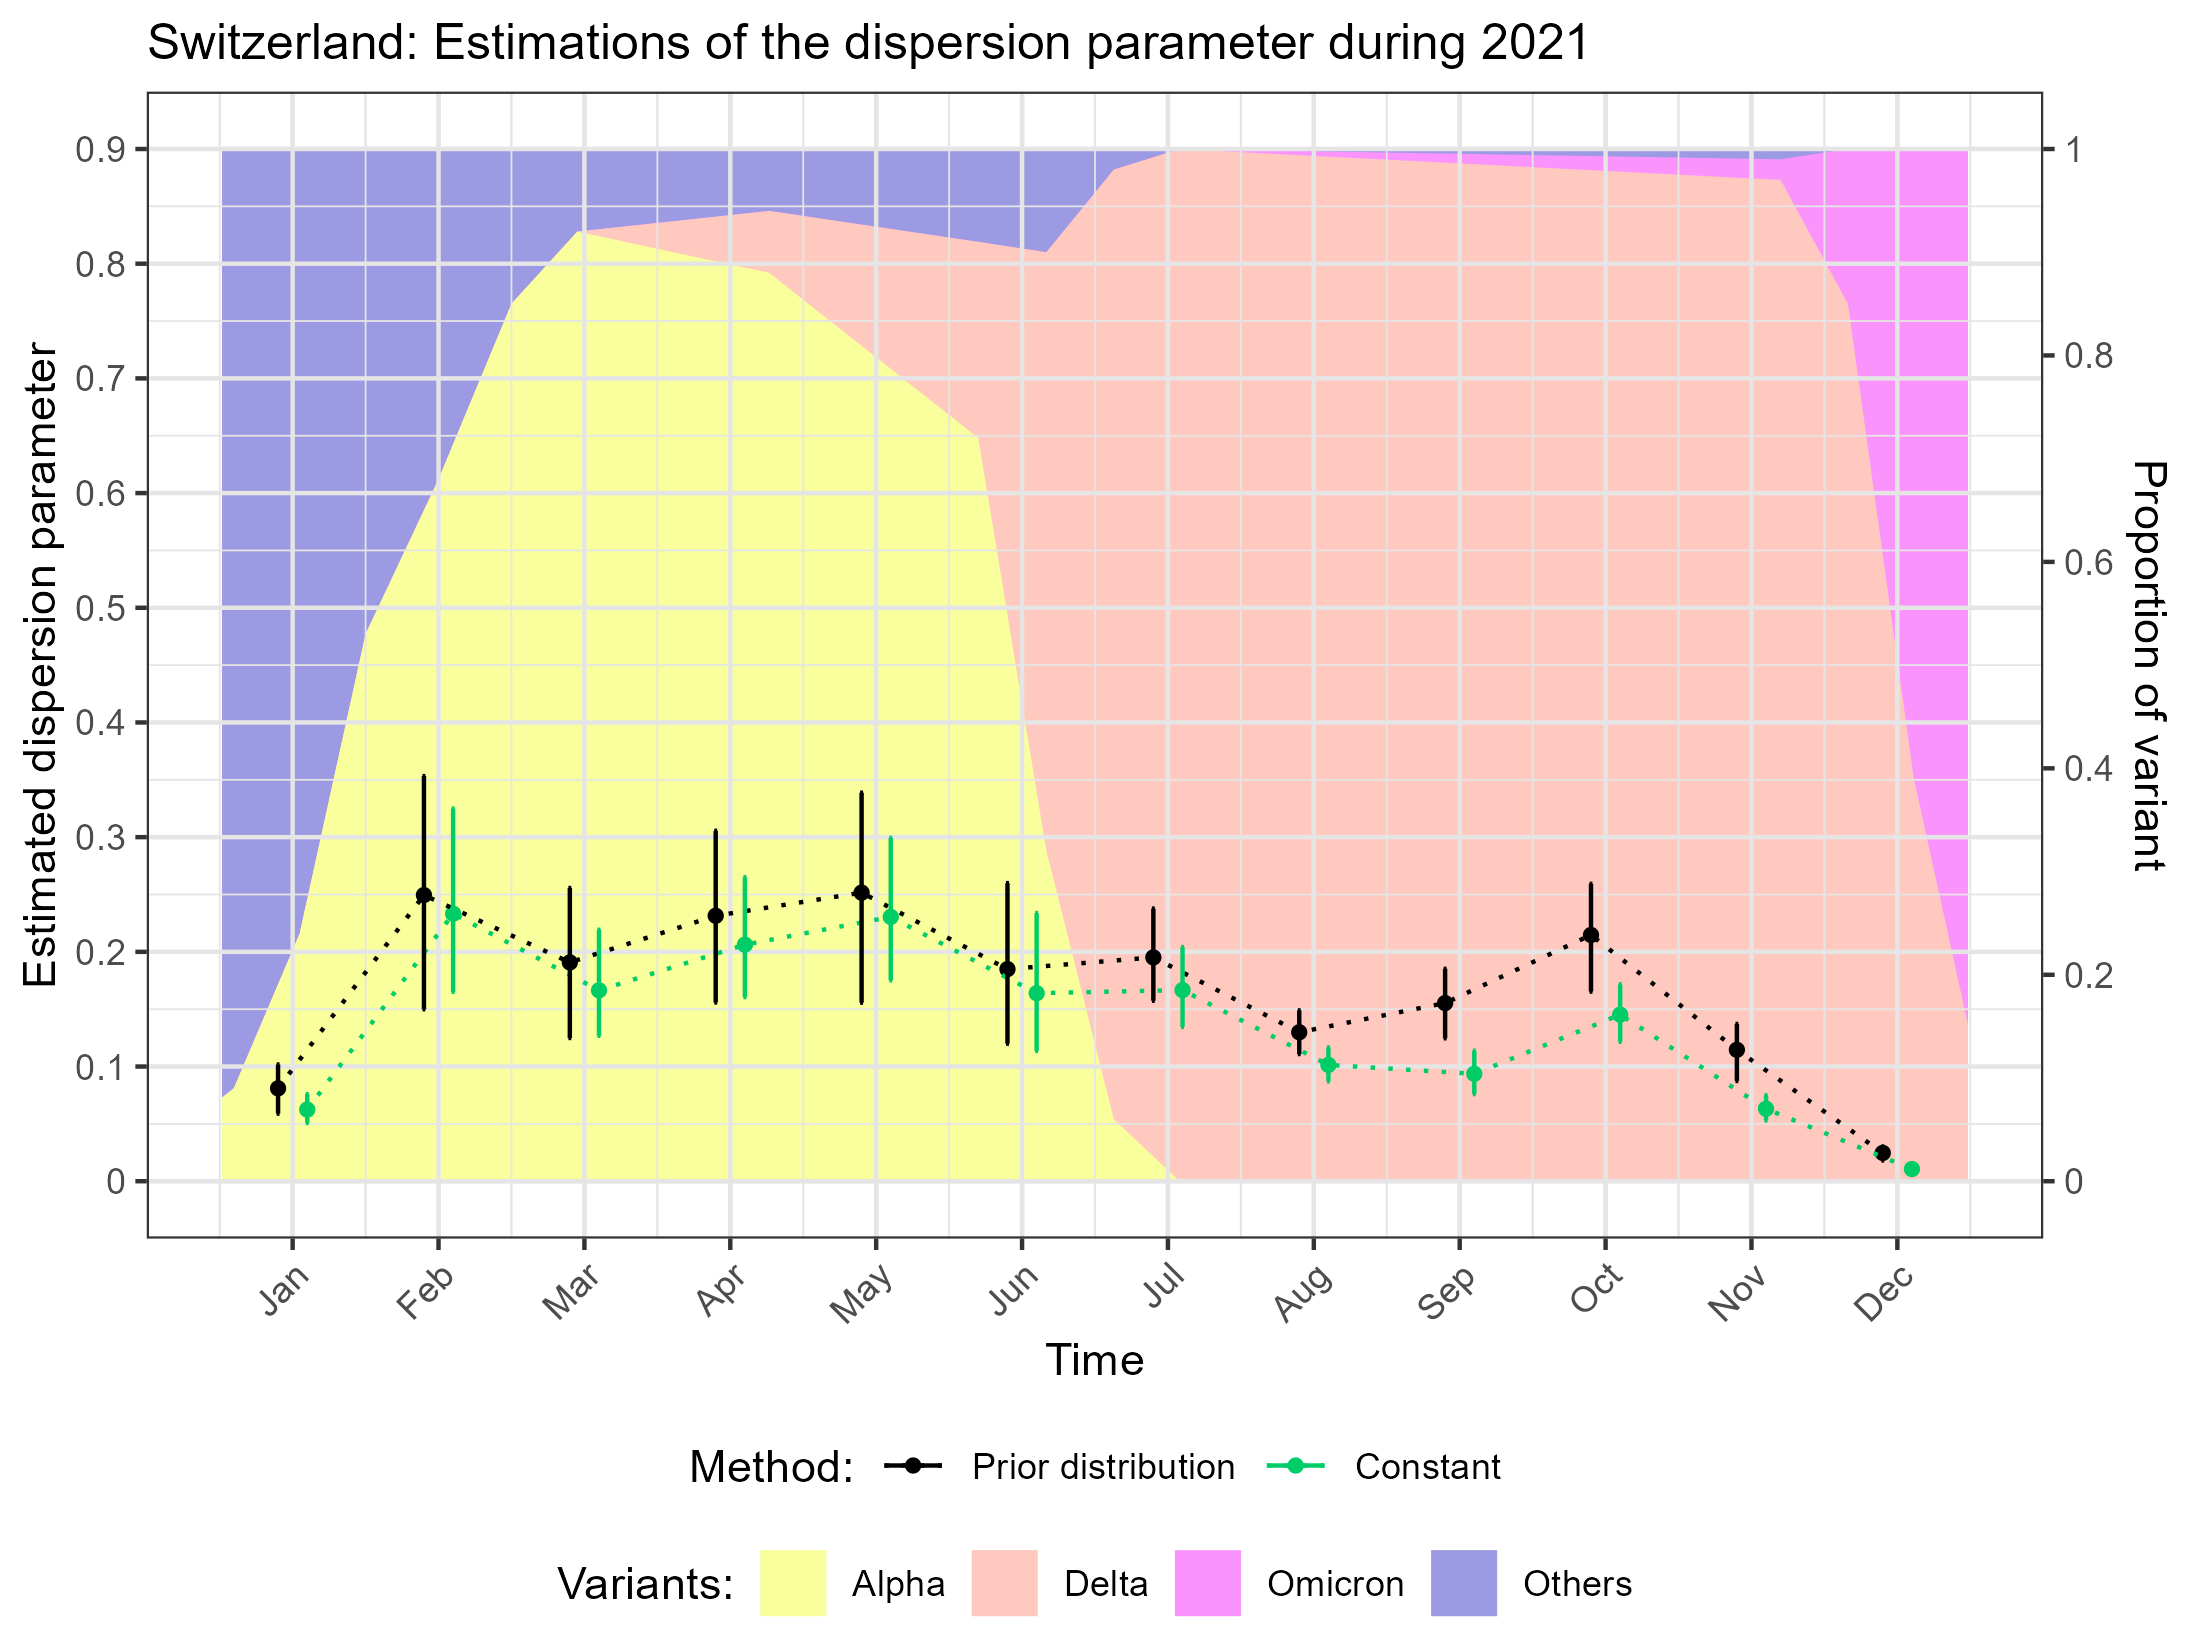 Switzerland: Estimations of the dispersion parameter during 2021
Estimated dispersion parameter
0.9
0.8
0.7
0.6
0.5
0.4
0.3
0.2
0.1
0
1
0.8
0.6
0.4
0.2
0
Proportion of variant
Jan Feb Mar Apr May Jun Jul Aug Sep Oct Nov Dec
Time
Method: Prior distribution Constant
Variants: Alpha Delta Omicron Others